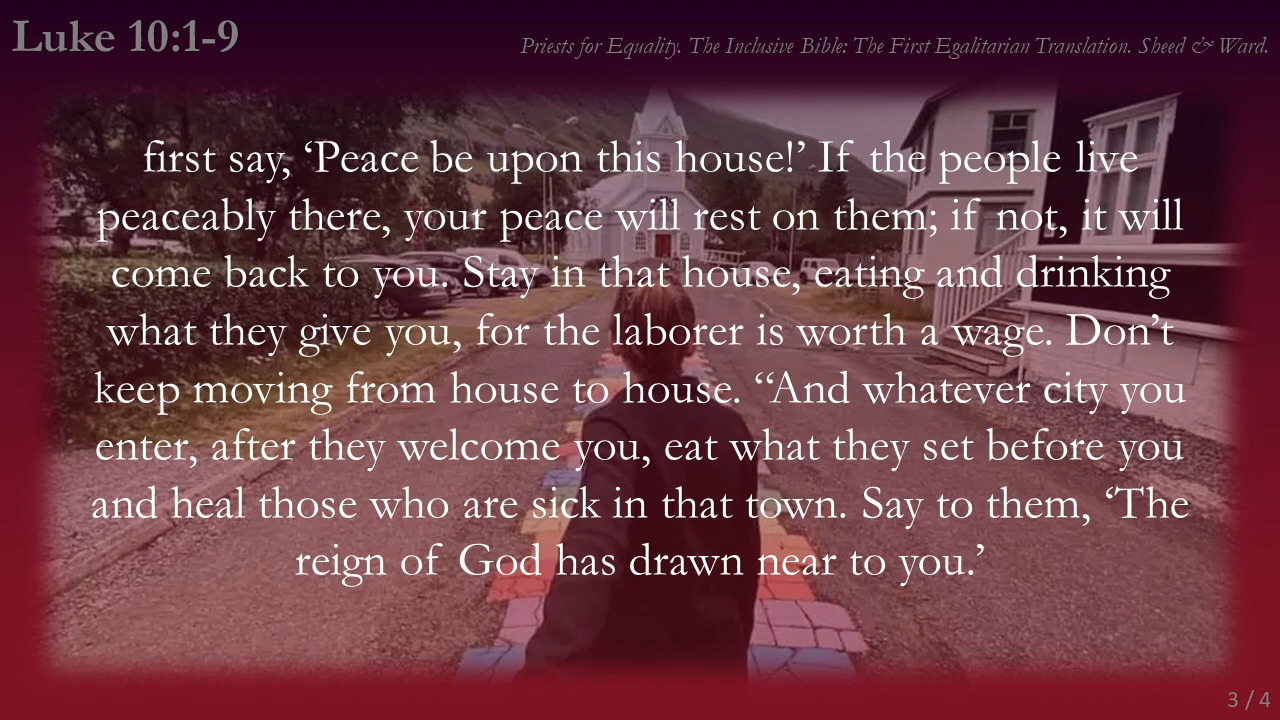 Luke 10:1-9
Priests for Equality. The Inclusive Bible: The First Egalitarian Translation. Sheed & Ward.
first say, ‘Peace be upon this house!’ If the people live
peaceably there, your peace will rest on them; if not, it will
come back to you. Stay in that house, eating and drinking
what they give you, for the laborer is worth a wage. Don’t
keep moving from house to house. “And whatever city you
enter, after they welcome you, eat what they set before you
and heal those who are sick in that town. Say to them, ‘The
reign of God has drawn near to you.’
3 / 4